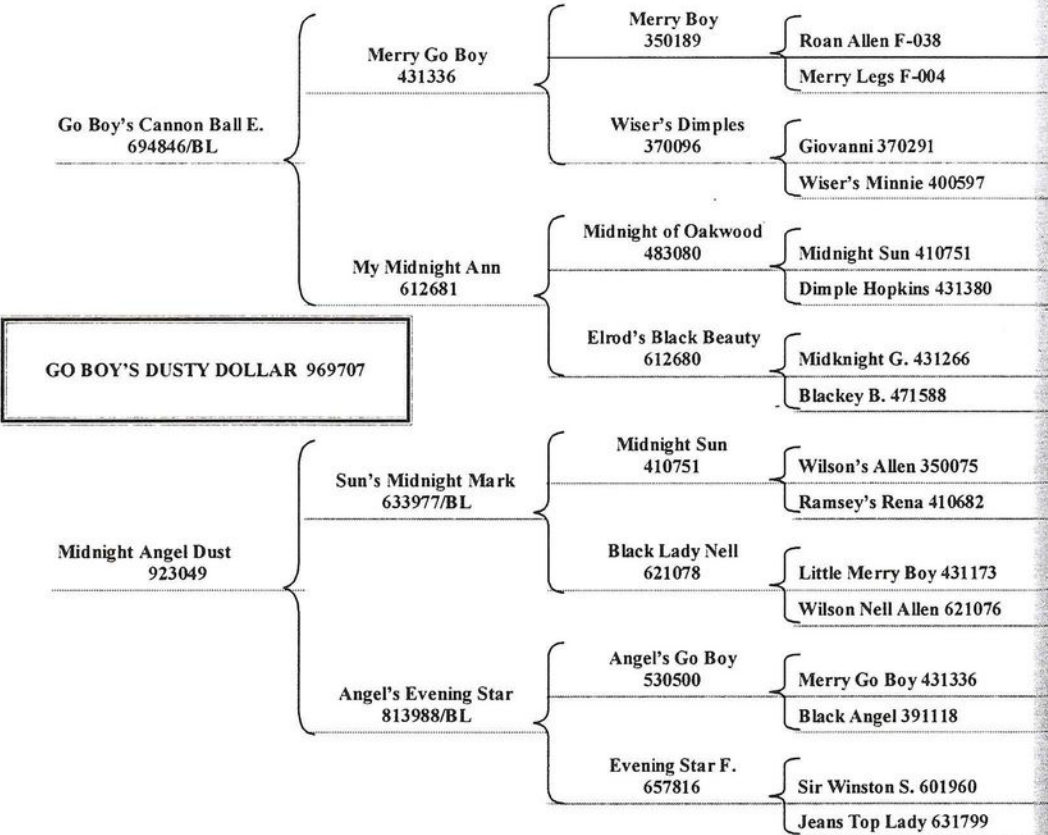 Merry Boy
350189
Roan Allen F-038
Merry Legs F-004
Merry Go Boy
431336
Wiser's Dimples
370096
Giovanni 370291
Wiser's Minnie 400597
Go Boy's Cannon Ball E.
694846/BL
Midnight of Oakwood
483080
Midnight Sun 410751
Dimple Hopkins 431380
My Midnight Ann
612681
Elrod's Black Beauty
612680
Midknight G. 431266
Blackey B. 471588
GO BOY'S DUSTY DOLLAR 969707
Midnight Sun
410751
Wilson's Allen 350075
Ramsey's Rena 410682
Sun's Midnight Mark
633977/BL
Black Lady Nell
621078
Little Merry Boy 431173
Wilson Nell Allen 621076
Midnight Angel Dust
923049
Angel's Go Boy
530500
Merry Go Boy 431336
Black Angel 391118
Angel's Evening Star
813988/BL
Evening Star F.
657816
Sir Winston S. 601960
Jeans Top Lady 631799